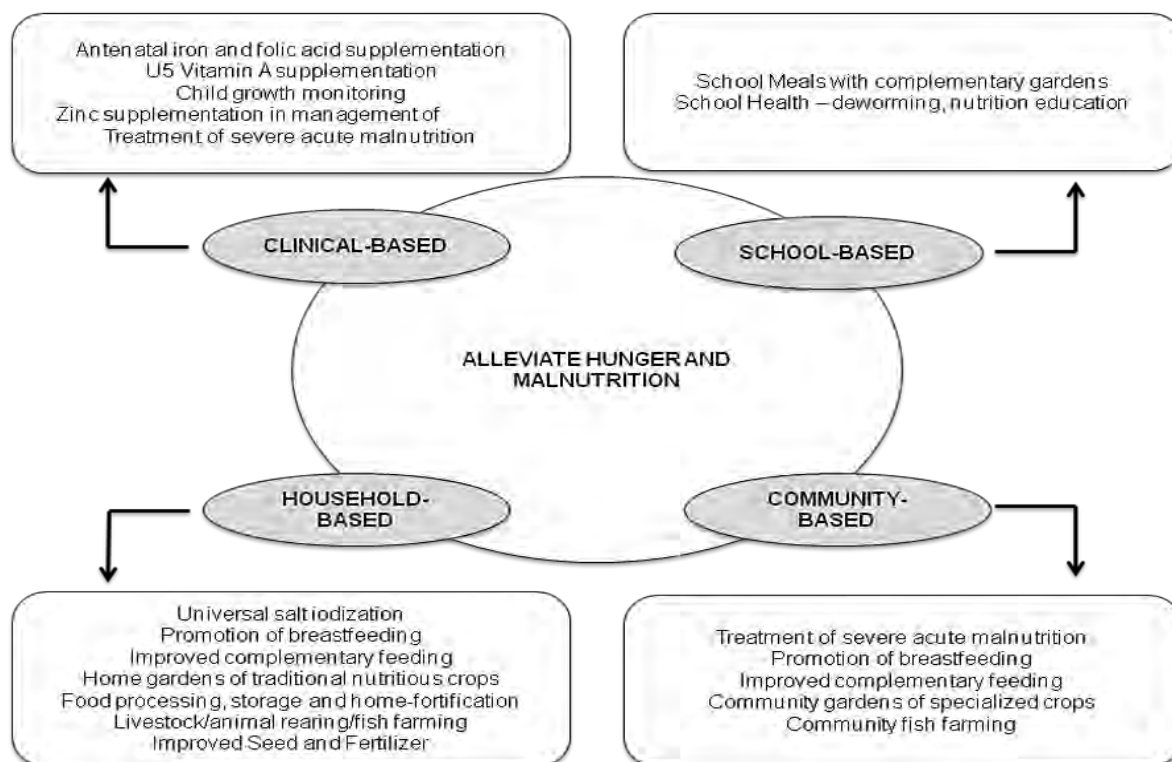 Antenatal iron and folic acid supplementation
U5 Vitamin A supplementation
Child growth monitoring
Zinc supplementation in management of
Treatment of severe acute malnutrition
School Meals with complementary gardens
School Health – deworming, nutrition education
CLINICAL-BASED
SCHOOL-BASED
ALLEVIATE HUNGER AND
MALNUTRITION
HOUSEHOLD-
BASED
COMMUNITY-
BASED
Universal salt iodization
Promotion of breastfeeding
Improved complementary feeding
Home gardens of traditional nutritious crops
Food processing, storage and home-fortification
Livestock/animal rearing/fish farming
Improved Seed and Fertilizer
Treatment of severe acute malnutrition
Promotion of breastfeeding
Improved complementary feeding
Community gardens of specialized crops
Community fish farming